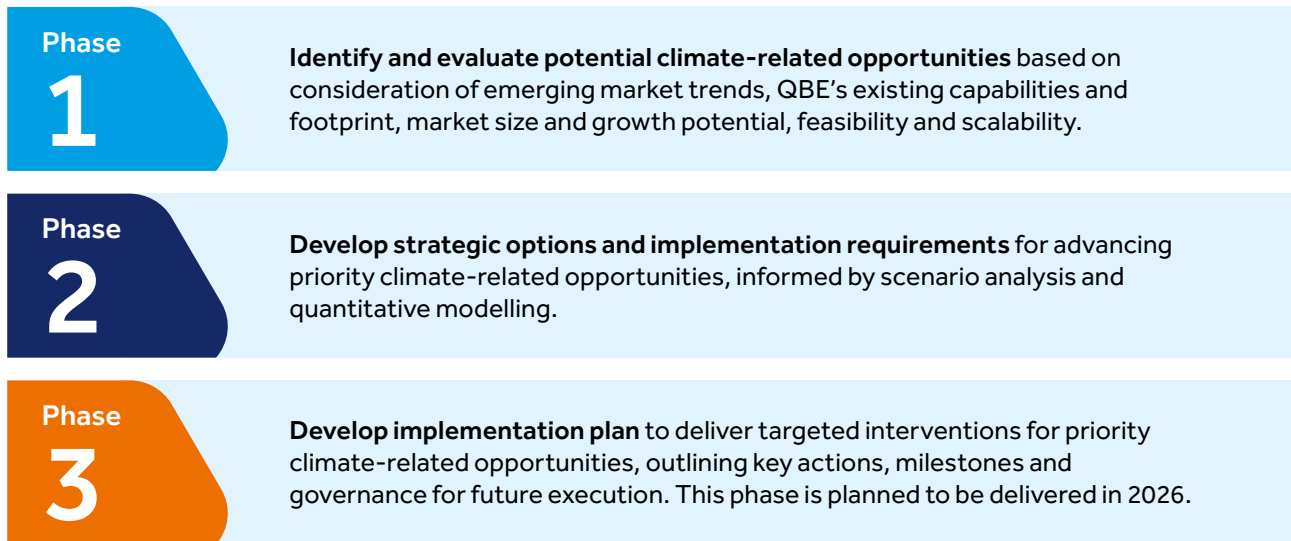 Phase
1
Identify and evaluate potential climate-related opportunities based on
consideration of emerging market trends, QBE's existing capabilities and
footprint, market size and growth potential, feasibility and scalability.
Phase
2
Develop strategic options and implementation requirements for advancing
priority climate-related opportunities, informed by scenario analysis and
quantitative modelling.
Phase
3
Develop implementation plan to deliver targeted interventions for priority
climate-related opportunities, outlining key actions, milestones and
governance for future execution. This phase is planned to be delivered in 2026.